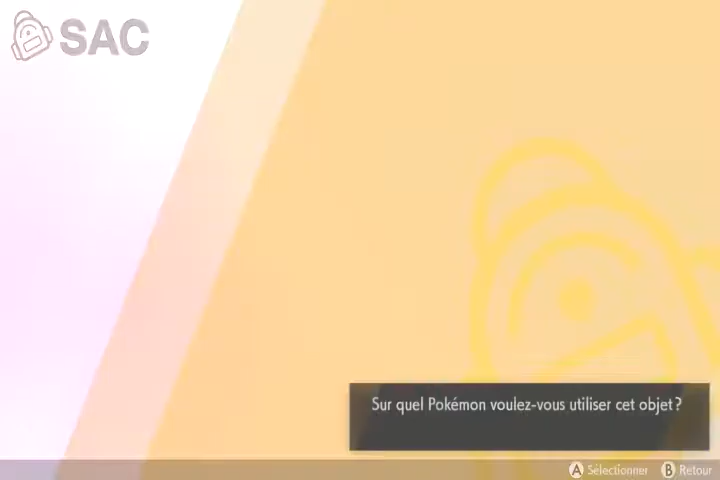 SAC
Sur quel Pokémon voulez-vous utiliser cet objet ?
A Sélectionner B Retour